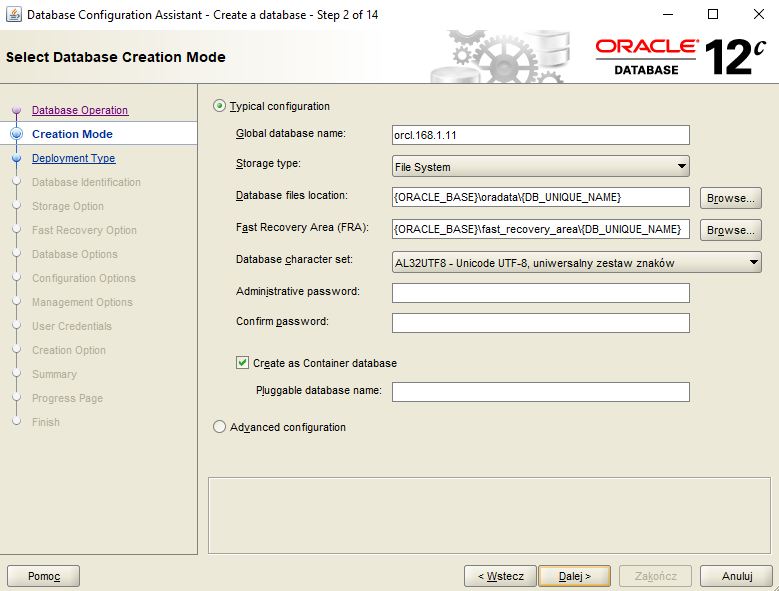 Database Configuration Assistant - Create a database - Step 2 of 14
Select Database Creation Mode
ORACLE®
DATABASE
12c
Database Operation
Creation Mode
Deployment Type
Database Identification
Storage Option
Fast Recovery Option
Database Options
Configuration Options
Management Options
User Credentials
Creation Option
Summary
Progress Page
Finish
Typical configuration
Global database name: orcl.168.1.11
Storage type: File System
Database files location: {ORACLE_BASE}\oradata\{DB_UNIQUE_NAME} Browse...
Fast Recovery Area (FRA): {ORACLE_BASE}\fast_recovery_area\{DB_UNIQUE_NAME} Browse...
Database character set: AL32UTF8 - Unicode UTF-8, uniwersalny zestaw znaków
Administrative password:
Confirm password:
Create as Container database
Pluggable database name:
Advanced configuration
Pomoc
< Wstecz
Dalej >
Zakończ
Anuluj